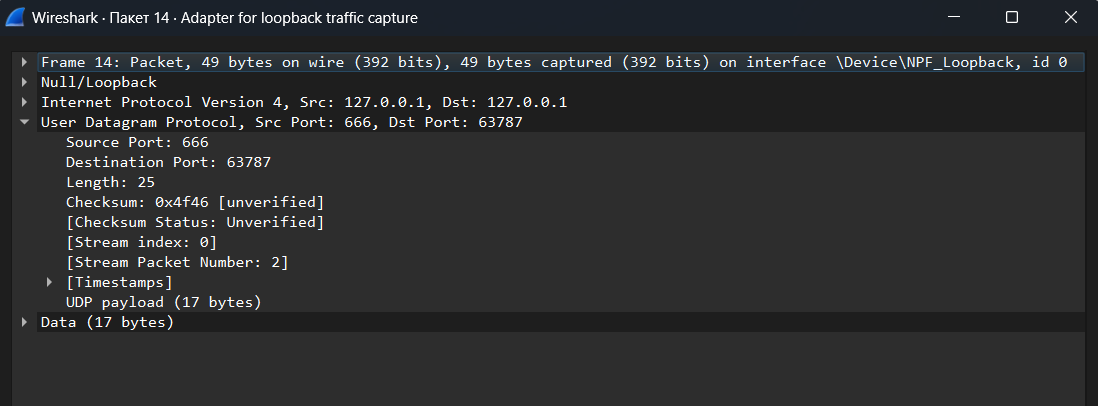 Wireshark · Пакет 14 · Adapter for loopback traffic capture
Frame 14: Packet, 49 bytes on wire (392 bits), 49 bytes captured (392 bits) on interface \Device\NPF_Loopback, id 0
Null/Loopback
Internet Protocol Version 4, Src: 127.0.0.1, Dst: 127.0.0.1
User Datagram Protocol, Src Port: 666, Dst Port: 63787
Source Port: 666
Destination Port: 63787
Length: 25
Checksum: 0x4f46 [unverified]
[Checksum Status: Unverified]
[Stream index: 0]
[Stream Packet Number: 2]
[Timestamps]
UDP payload (17 bytes)
Data (17 bytes)